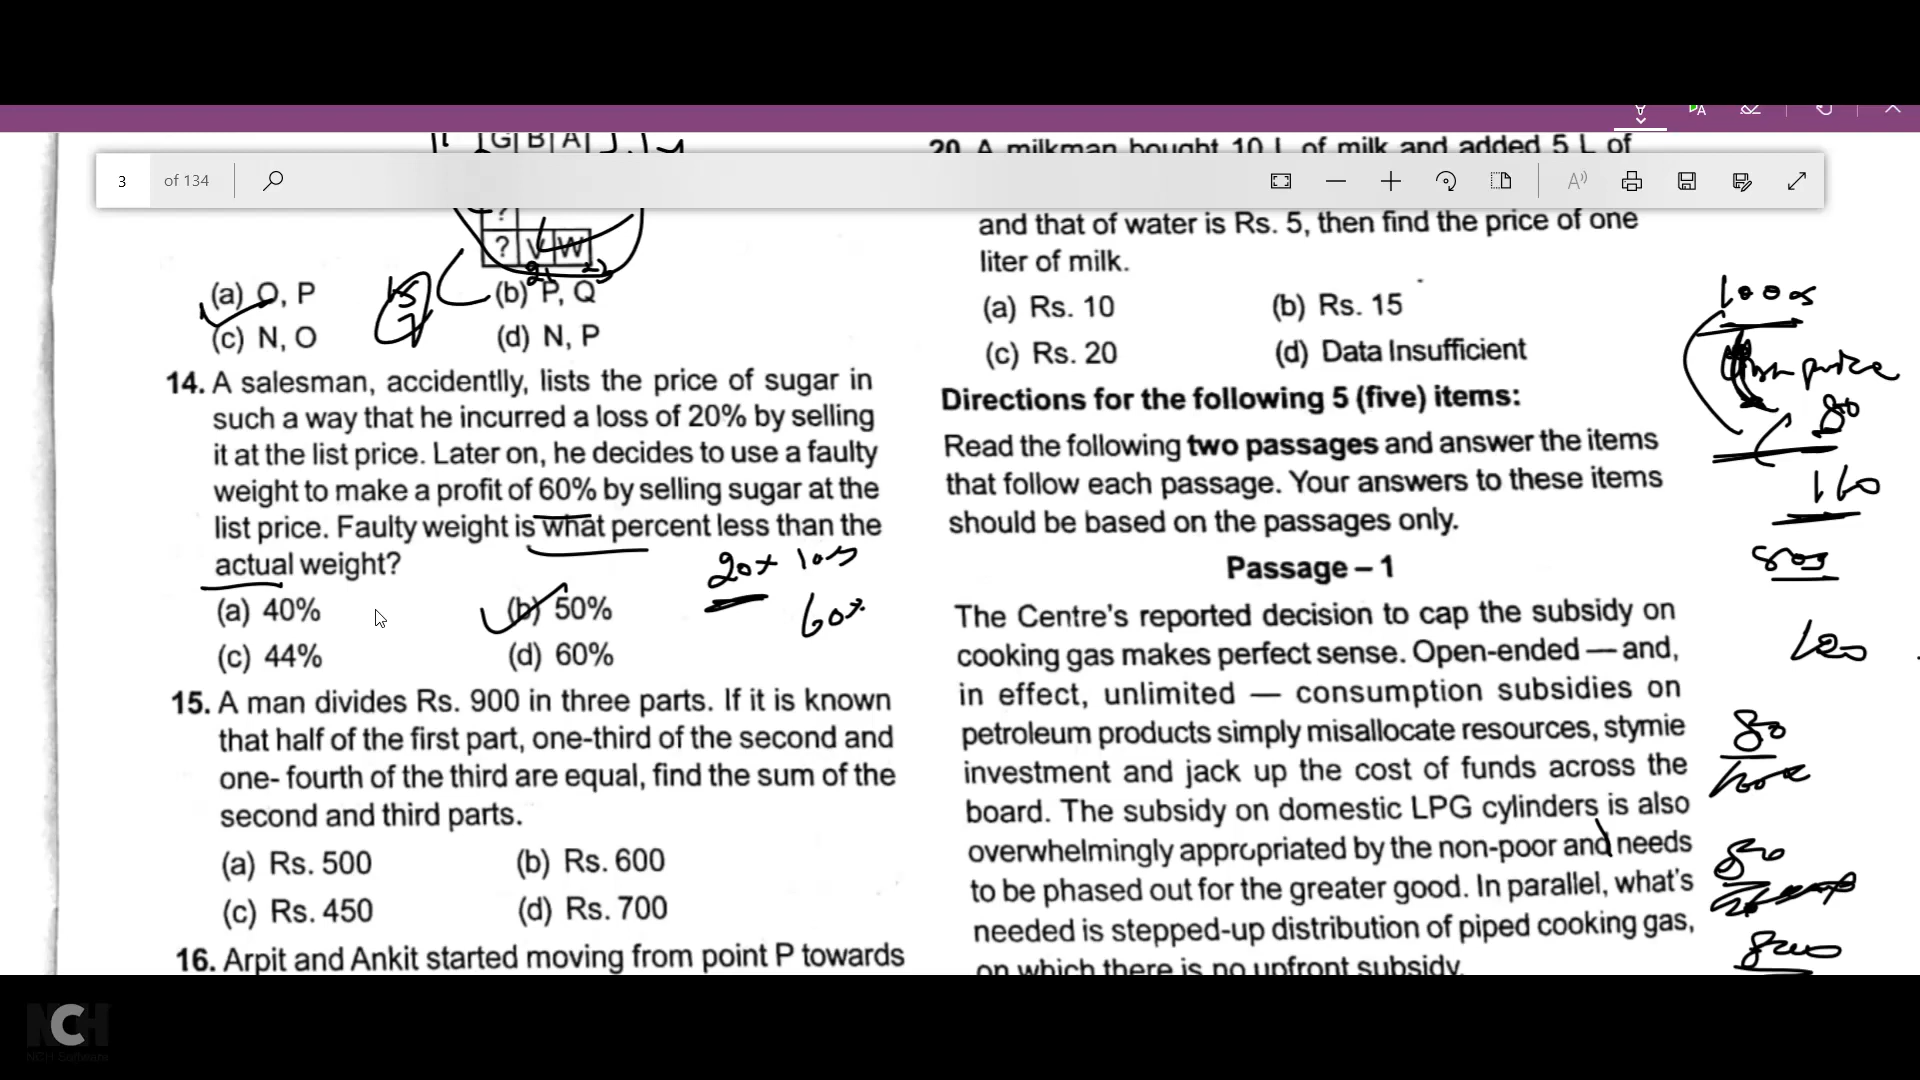 3 of 134
G B A
?
? V W
(a) O, P
(b) P, Q
(c) N, O
(d) N, P
14. A salesman, accidentlly, lists the price of sugar in
such a way that he incurred a loss of 20% by selling
it at the list price. Later on, he decides to use a faulty
weight to make a profit of 60% by selling sugar at the
list price. Faulty weight is what percent less than the
actual weight?
20% loss
60%
(a) 40%
(b) 50%
(c) 44%
(d) 60%
15. A man divides Rs. 900 in three parts. If it is known
that half of the first part, one-third of the second and
one- fourth of the third are equal, find the sum of the
second and third parts.
(a) Rs. 500
(b) Rs. 600
(c) Rs. 450
(d) Rs. 700
16. Arpit and Ankit started moving from point P towards
20. A milkman bought 10 L of milk and added 5 L of
and that of water is Rs. 5, then find the price of one
liter of milk.
(a) Rs. 10
(b) Rs. 15
(c) Rs. 20
(d) Data Insufficient
Directions for the following 5 (five) items:
Read the following two passages and answer the items
that follow each passage. Your answers to these items
should be based on the passages only.
Passage – 1
The Centre's reported decision to cap the subsidy on
cooking gas makes perfect sense. Open-ended — and,
in effect, unlimited — consumption subsidies on
petroleum products simply misallocate resources, stymie
investment and jack up the cost of funds across the
board. The subsidy on domestic LPG cylinders is also
overwhelmingly appropriated by the non-poor and needs
to be phased out for the greater good. In parallel, what's
needed is stepped-up distribution of piped cooking gas,
on which there is no upfront subsidy.
price
80
160
80
NCH
NCH Software